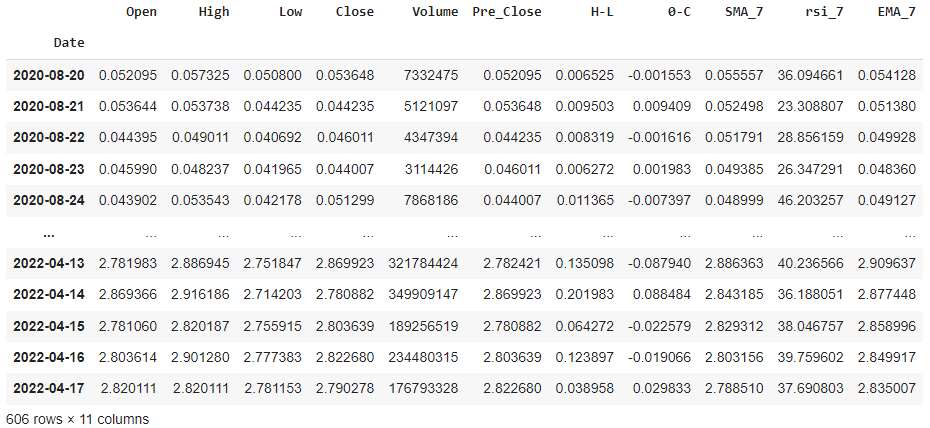 Open High Low Close Volume Pre_Close H-L 0-C SMA_7 rsi_7 EMA_7
Date
2020-08-20 0.052095 0.057325 0.050800 0.053648 7332475 0.052095 0.006525 -0.001553 0.055557 36.094661 0.054128
2020-08-21 0.053644 0.053738 0.044235 0.044235 5121097 0.053648 0.009503 0.009409 0.052498 23.308807 0.051380
2020-08-22 0.044395 0.049011 0.040692 0.046011 4347394 0.044235 0.008319 -0.001616 0.051791 28.856159 0.049928
2020-08-23 0.045990 0.048237 0.041965 0.044007 3114426 0.046011 0.006272 0.001983 0.049385 26.347291 0.048360
2020-08-24 0.043902 0.053543 0.042178 0.051299 7868186 0.044007 0.011365 -0.007397 0.048999 46.203257 0.049127
... ... ... ... ... ... ... ... ... ... ... ...
2022-04-13 2.781983 2.886945 2.751847 2.869923 321784424 2.782421 0.135098 -0.087940 2.886363 40.236566 2.909637
2022-04-14 2.869366 2.916186 2.714203 2.780882 349909147 2.869923 0.201983 0.088484 2.843185 36.188051 2.877448
2022-04-15 2.781060 2.820187 2.755915 2.803639 189256519 2.780882 0.064272 -0.022579 2.829312 38.046757 2.858996
2022-04-16 2.803614 2.901280 2.777383 2.822680 234480315 2.803639 0.123897 -0.019066 2.803156 39.759602 2.849917
2022-04-17 2.820111 2.820111 2.781153 2.790278 176793328 2.822680 0.038958 0.029833 2.788510 37.690803 2.835007
606 rows × 11 columns